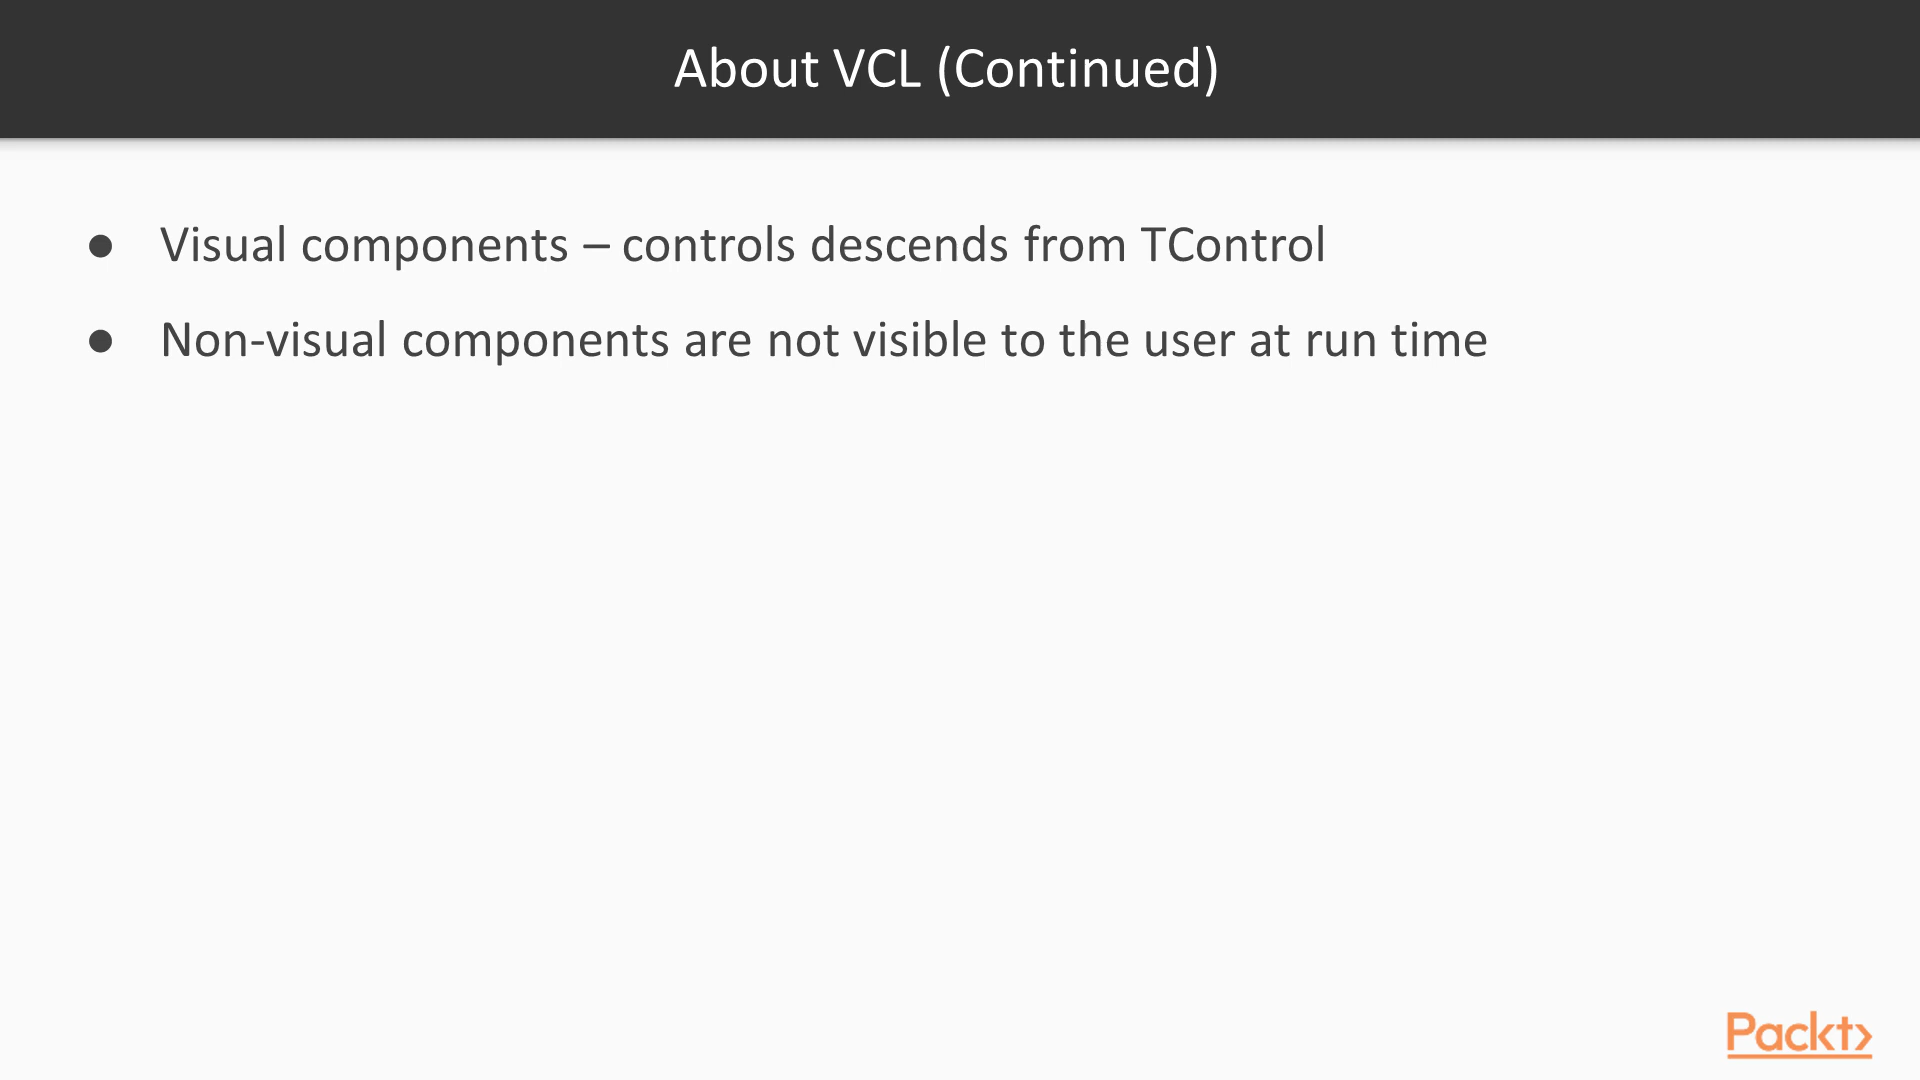 About VCL (Continued)
● Visual components – controls descends from TControl
● Non-visual components are not visible to the user at run time
Packt>